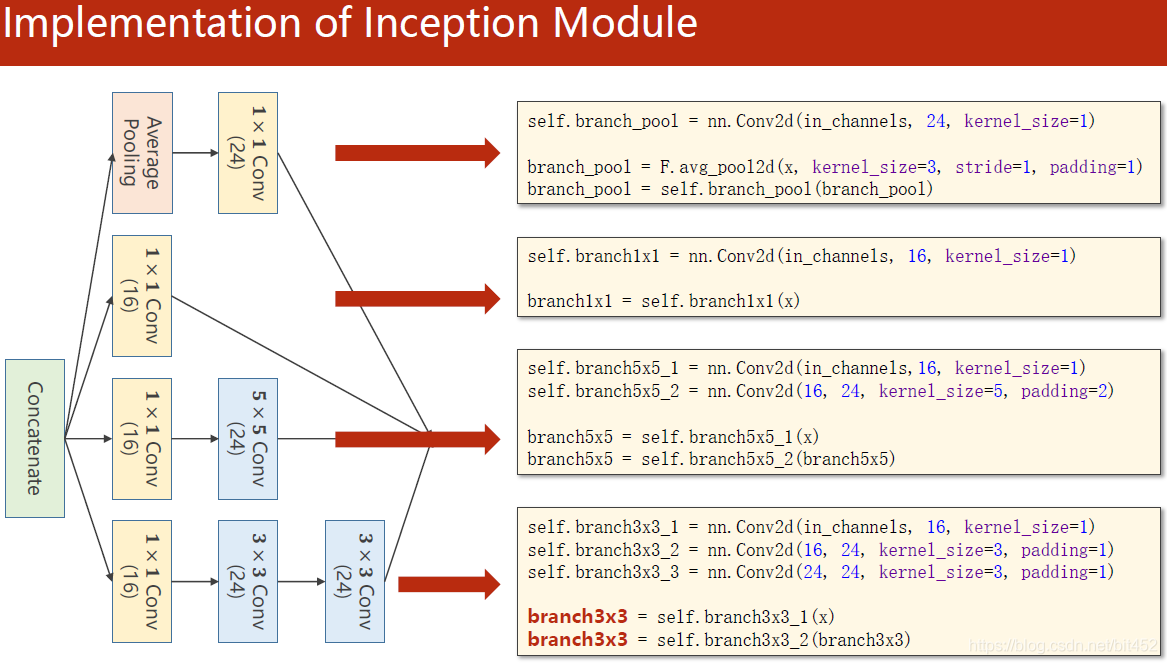 Implementation of Inception Module
Average
Pooling
1 × 1 Conv
(24)
self.branch_pool = nn.Conv2d(in_channels, 24, kernel_size=1)
branch_pool = F.avg_pool2d(x, kernel_size=3, stride=1, padding=1)
branch_pool = self.branch_pool(branch_pool)
1 × 1 Conv
(16)
self.branch1x1 = nn.Conv2d(in_channels, 16, kernel_size=1)
branch1x1 = self.branch1x1(x)
Concatenate
1 × 1 Conv
(16)
5 × 5 Conv
(24)
self.branch5x5_1 = nn.Conv2d(in_channels,16, kernel_size=1)
self.branch5x5_2 = nn.Conv2d(16, 24, kernel_size=5, padding=2)
branch5x5 = self.branch5x5_1(x)
branch5x5 = self.branch5x5_2(branch5x5)
1 × 1 Conv
(16)
3 × 3 Conv
(24)
3 × 3 Conv
(24)
self.branch3x3_1 = nn.Conv2d(in_channels, 16, kernel_size=1)
self.branch3x3_2 = nn.Conv2d(16, 24, kernel_size=3, padding=1)
self.branch3x3_3 = nn.Conv2d(24, 24, kernel_size=3, padding=1)
branch3x3 = self.branch3x3_1(x)
branch3x3 = self.branch3x3_2(branch3x3)
https://blog.csdn.net/bit452